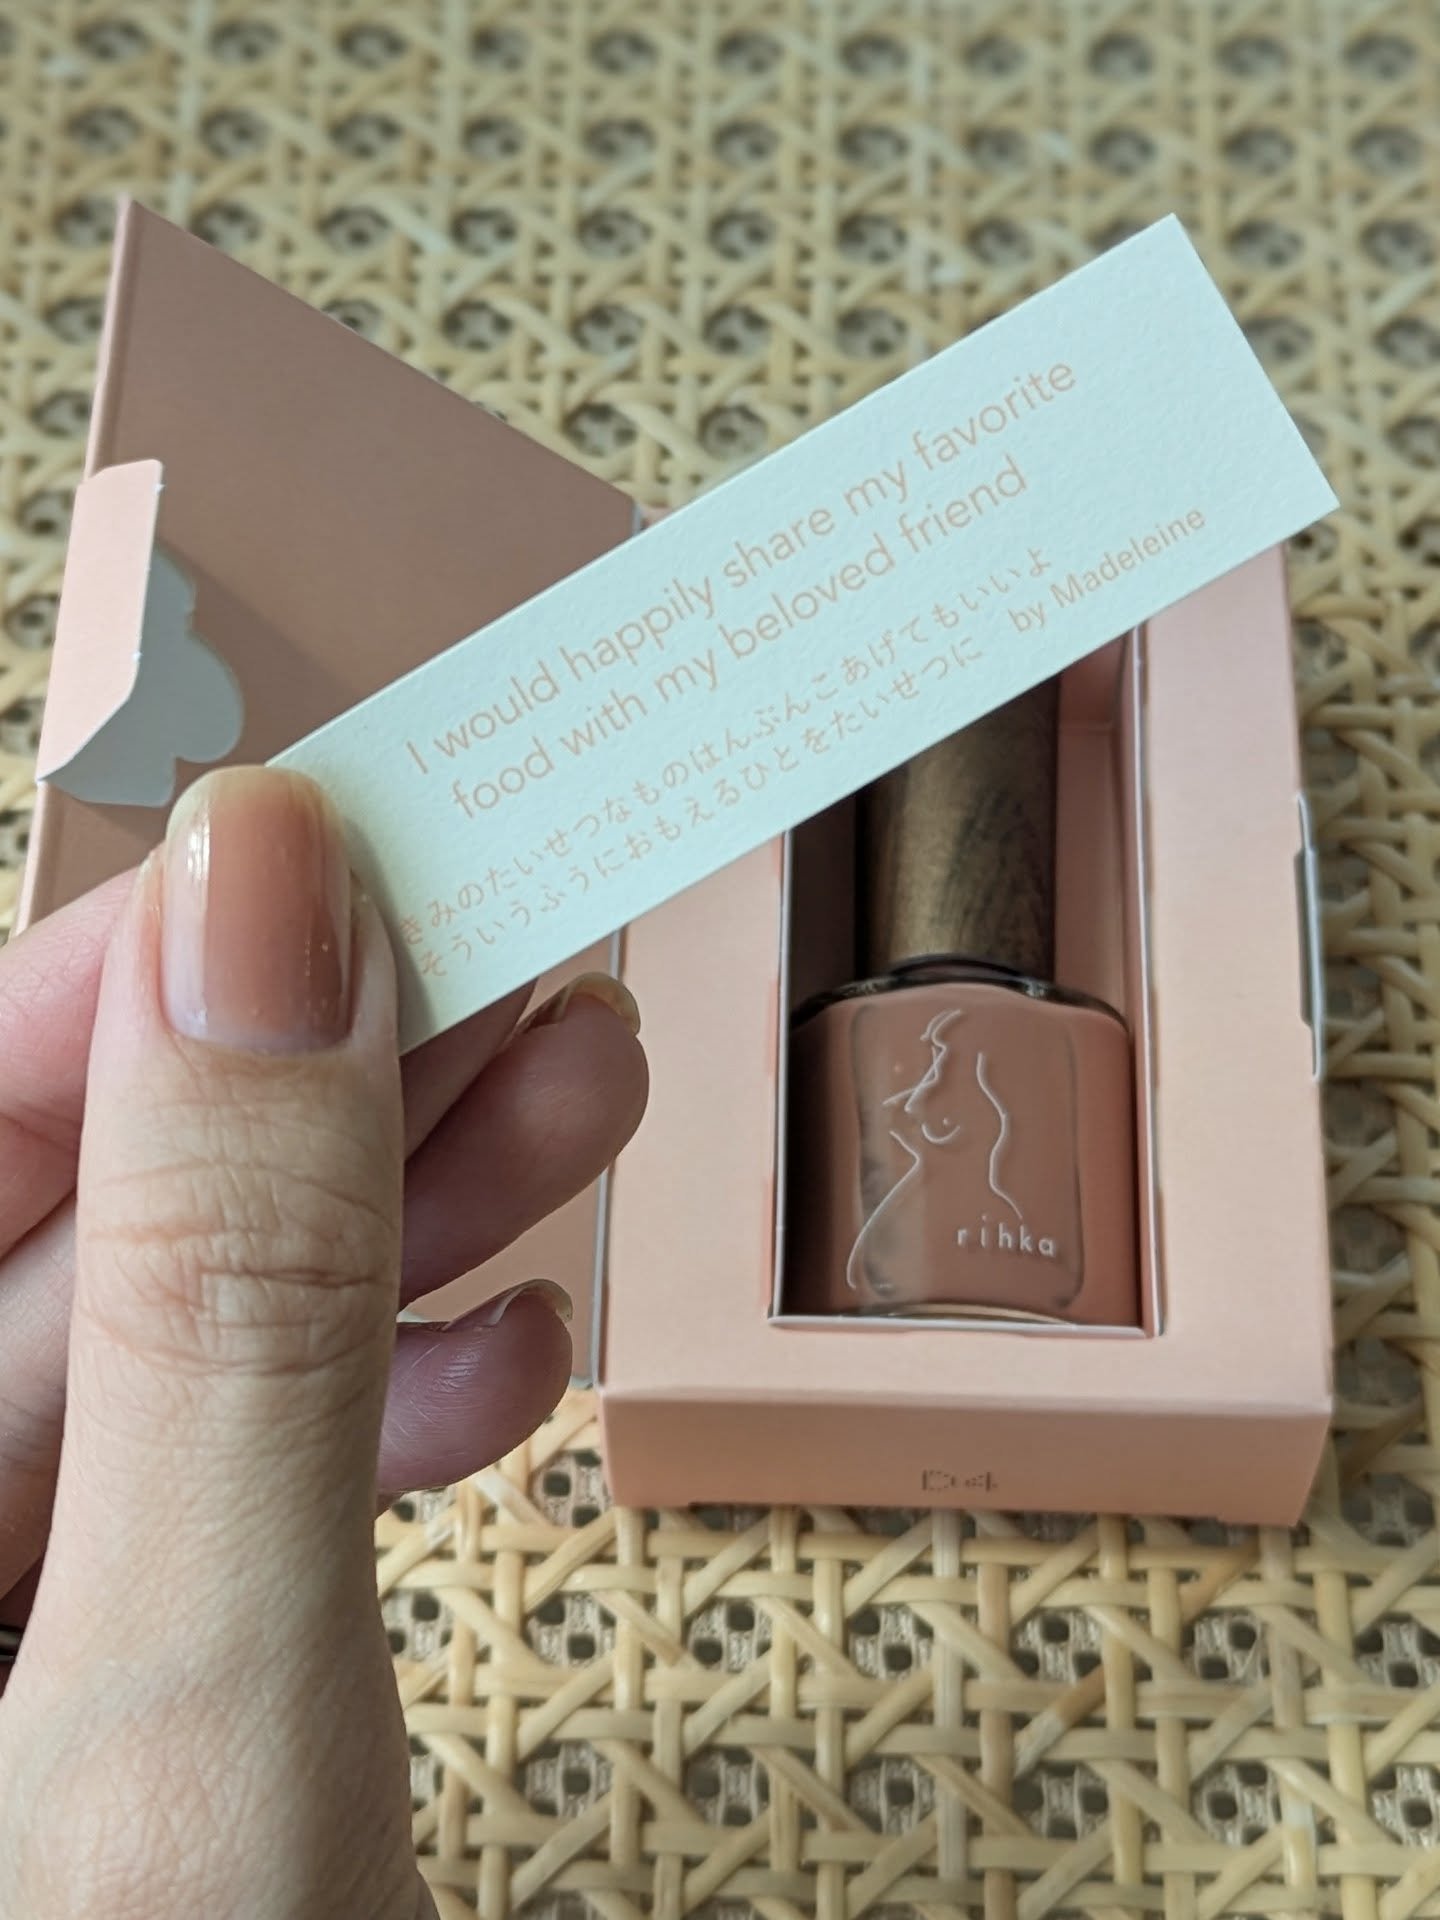 I would happily share my favorite
food with my beloved friend
きみのたいせつなものははんぶんこあげてもいいよ
そういうふうにおもえるひとをたいせつに by Madeleine
rihka